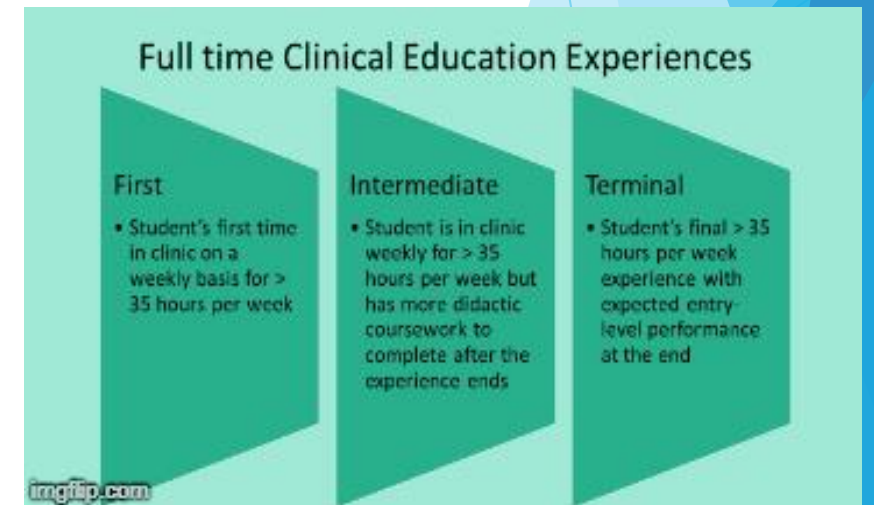 Full time Clinical Education Experiences
First
• Student's first time
in clinic on a
weekly basis for >
35 hours per week
Intermediate
• Student is in clinic
weekly for > 35
hours per week but
has more didactic
coursework to
complete after the
experience ends
Terminal
• Student's final > 35
hours per week
experience with
expected entry-
level performance
at the end
imgflip.com